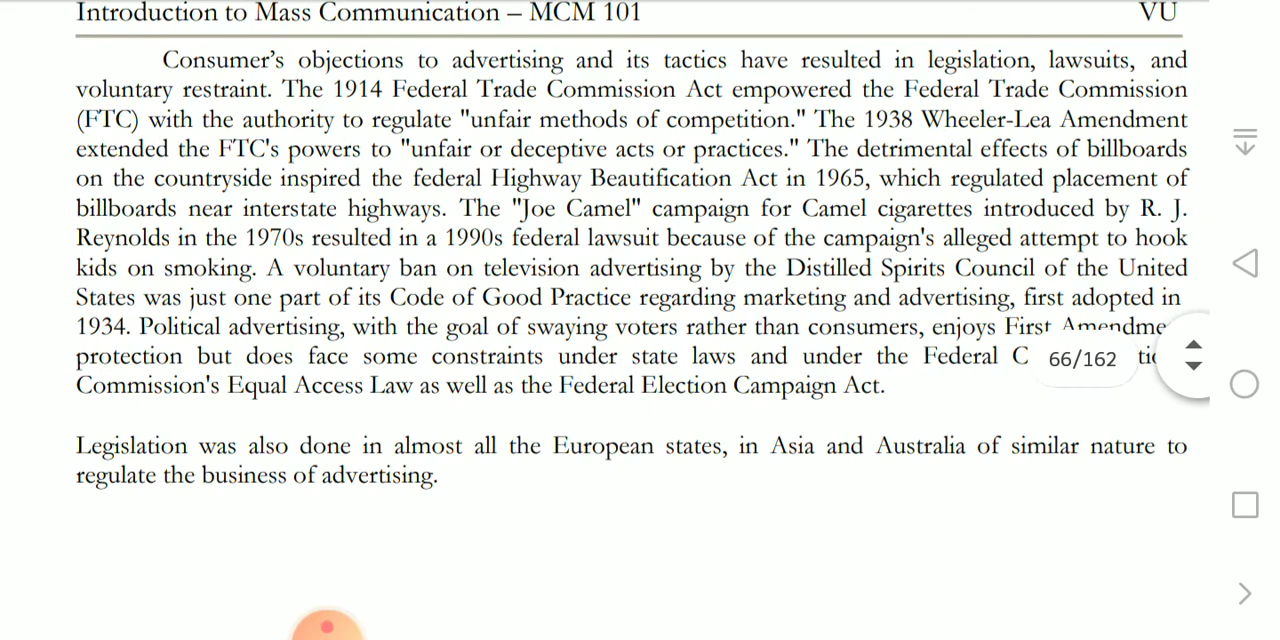 Introduction to Mass Communication – MCM 101 VU
Consumer's objections to advertising and its tactics have resulted in legislation, lawsuits, and
voluntary restraint. The 1914 Federal Trade Commission Act empowered the Federal Trade Commission
(FTC) with the authority to regulate "unfair methods of competition." The 1938 Wheeler-Lea Amendment
extended the FTC's powers to "unfair or deceptive acts or practices." The detrimental effects of billboards
on the countryside inspired the federal Highway Beautification Act in 1965, which regulated placement of
billboards near interstate highways. The "Joe Camel" campaign for Camel cigarettes introduced by R. J.
Reynolds in the 1970s resulted in a 1990s federal lawsuit because of the campaign's alleged attempt to hook
kids on smoking. A voluntary ban on television advertising by the Distilled Spirits Council of the United
States was just one part of its Code of Good Practice regarding marketing and advertising, first adopted in
1934. Political advertising, with the goal of swaying voters rather than consumers, enjoys First Amendme
protection but does face some constraints under state laws and under the Federal C
66/162
Commission's Equal Access Law as well as the Federal Election Campaign Act.
Legislation was also done in almost all the European states, in Asia and Australia of similar nature to
regulate the business of advertising.